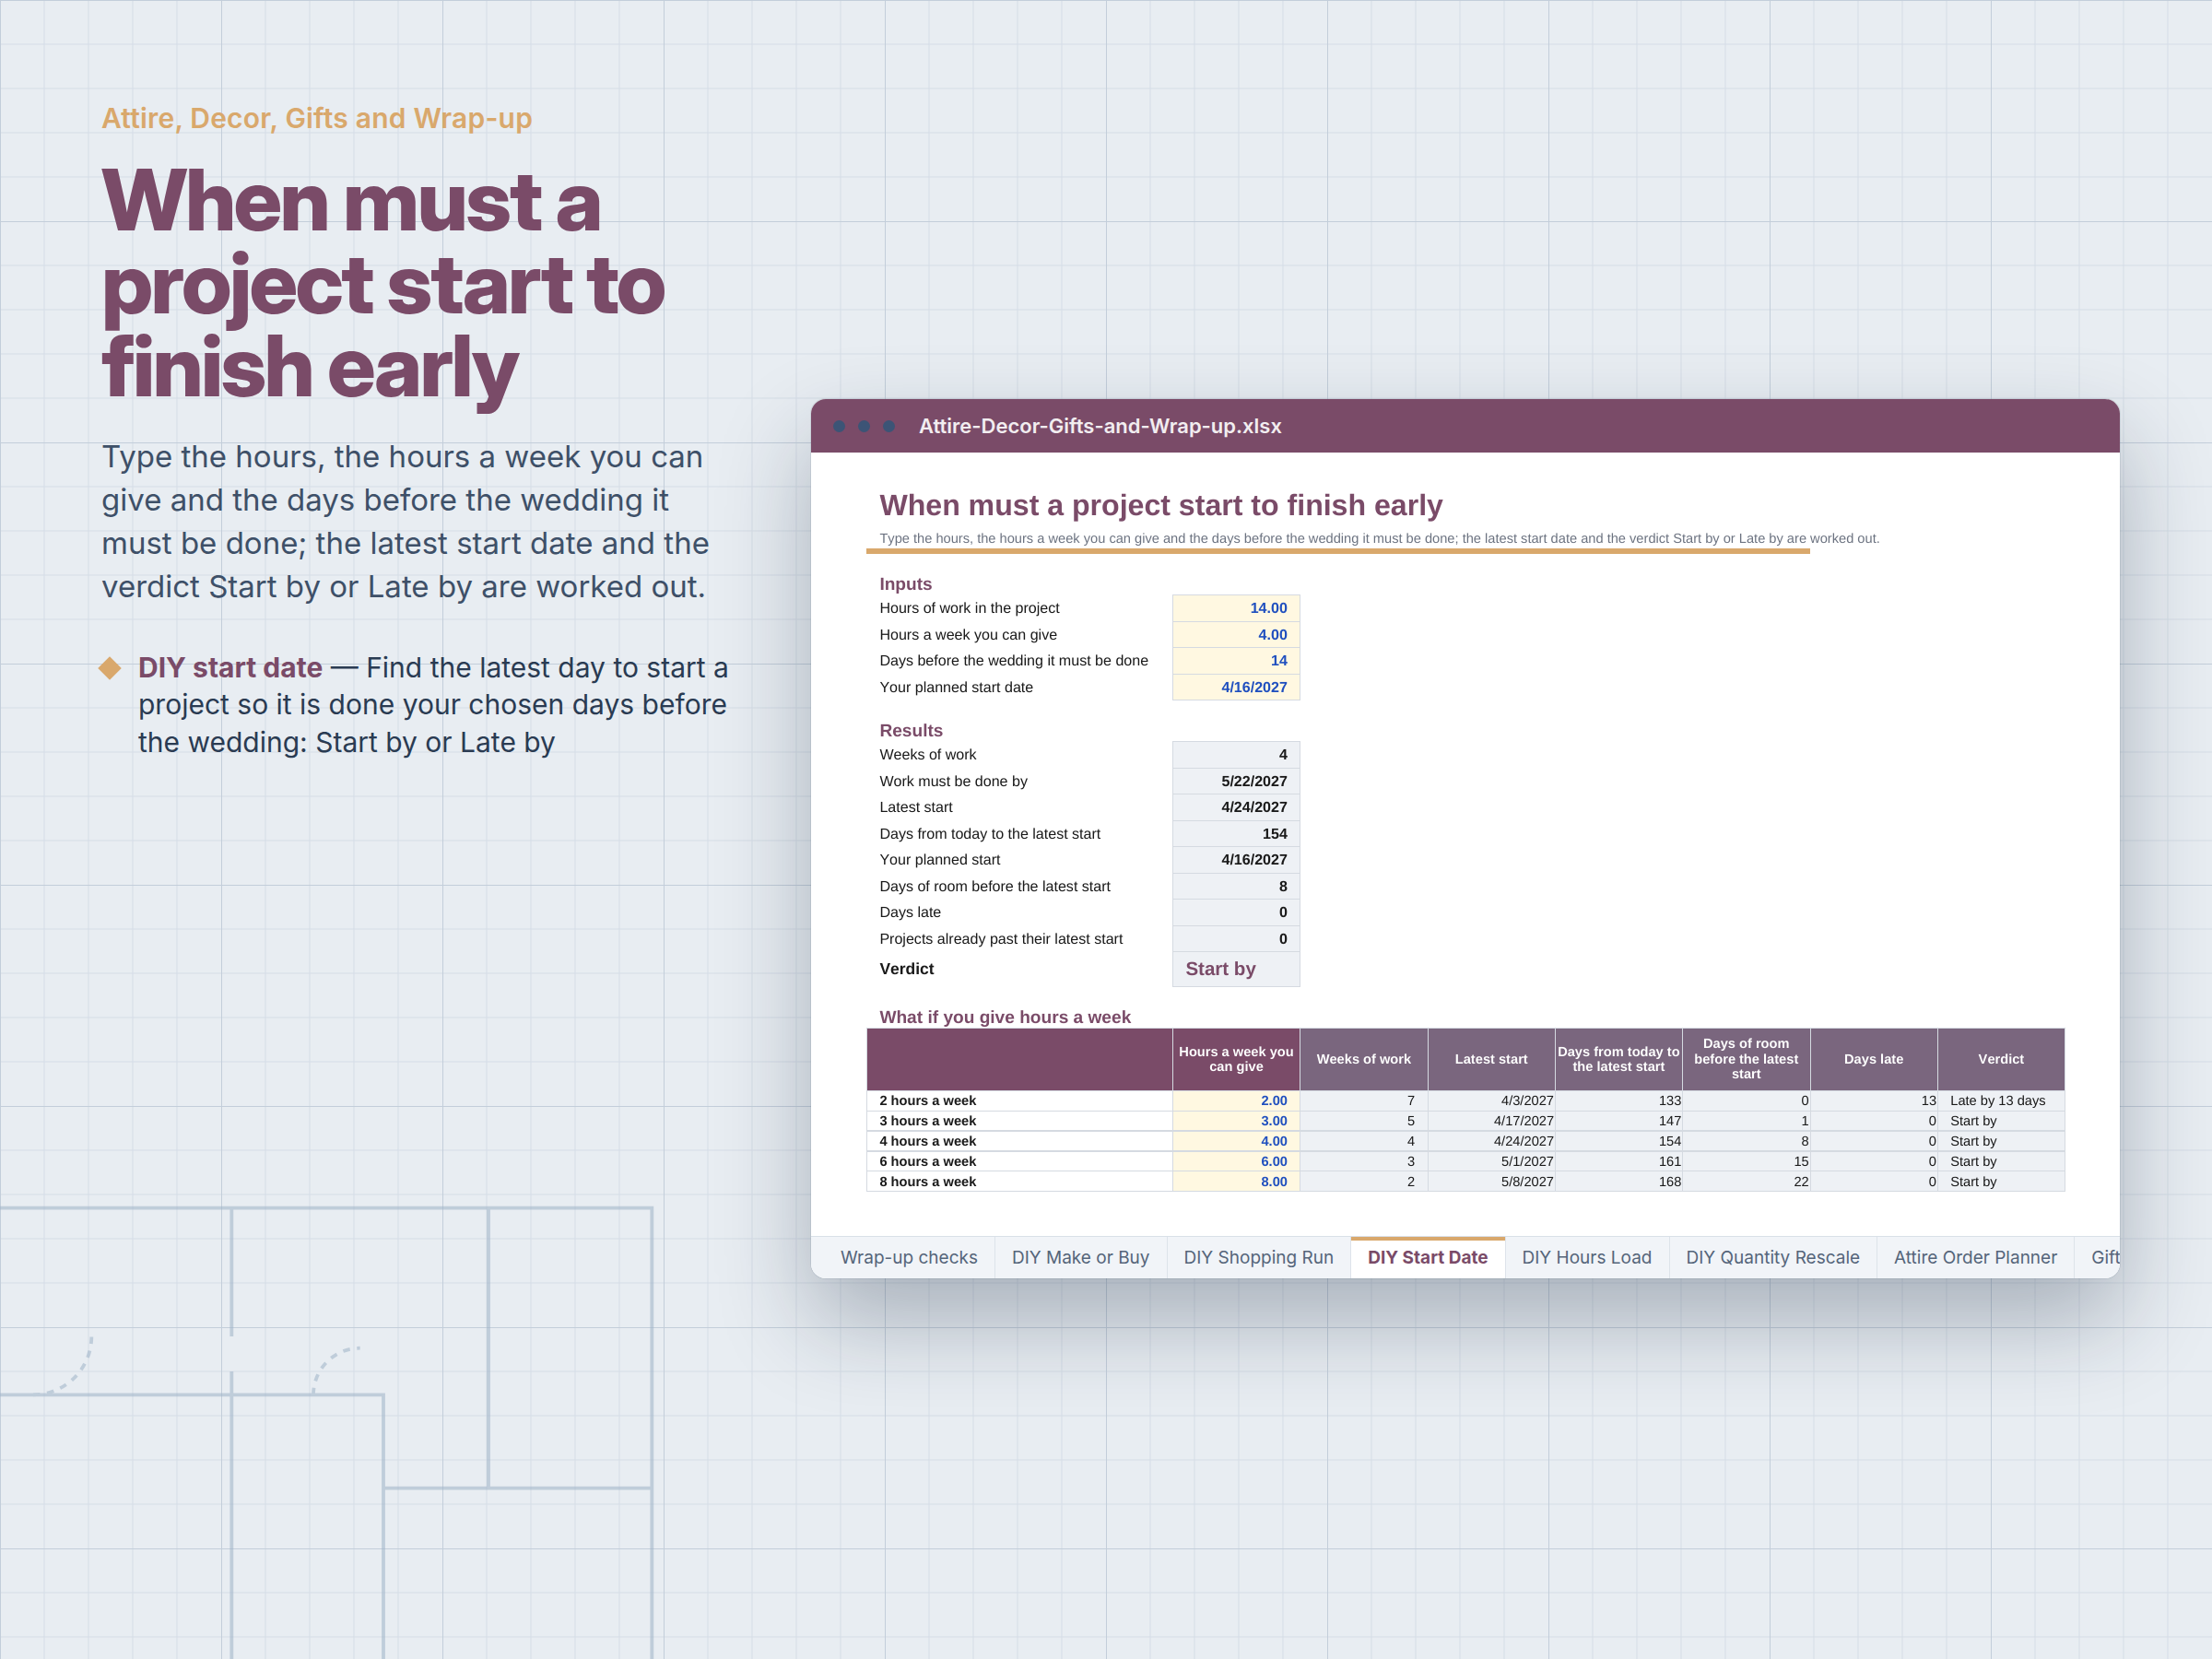 Attire, Decor, Gifts and Wrap-up
When must a
project start to
finish early
Type the hours, the hours a week you can
give and the days before the wedding it
must be done; the latest start date and the
verdict Start by or Late by are worked out.
DIY start date — Find the latest day to start a
project so it is done your chosen days before
the wedding: Start by or Late by
Attire-Decor-Gifts-and-Wrap-up.xlsx
When must a project start to finish early
Type the hours, the hours a week you can give and the days before the wedding it must be done; the latest start date and the verdict Start by or Late by are worked out.
Inputs
Hours of work in the project 14.00
Hours a week you can give 4.00
Days before the wedding it must be done 14
Your planned start date 4/16/2027
Results
Weeks of work 4
Work must be done by 5/22/2027
Latest start 4/24/2027
Days from today to the latest start 154
Your planned start 4/16/2027
Days of room before the latest start 8
Days late 0
Projects already past their latest start 0
Verdict Start by
What if you give hours a week
Hours a week you can give Weeks of work Latest start Days from today to the latest start Days of room before the latest start Days late Verdict
2 hours a week 2.00 7 4/3/2027 133 0 13 Late by 13 days
3 hours a week 3.00 5 4/17/2027 147 1 0 Start by
4 hours a week 4.00 4 4/24/2027 154 8 0 Start by
6 hours a week 6.00 3 5/1/2027 161 15 0 Start by
8 hours a week 8.00 2 5/8/2027 168 22 0 Start by
Wrap-up checks DIY Make or Buy DIY Shopping Run DIY Start Date DIY Hours Load DIY Quantity Rescale Attire Order Planner Gift